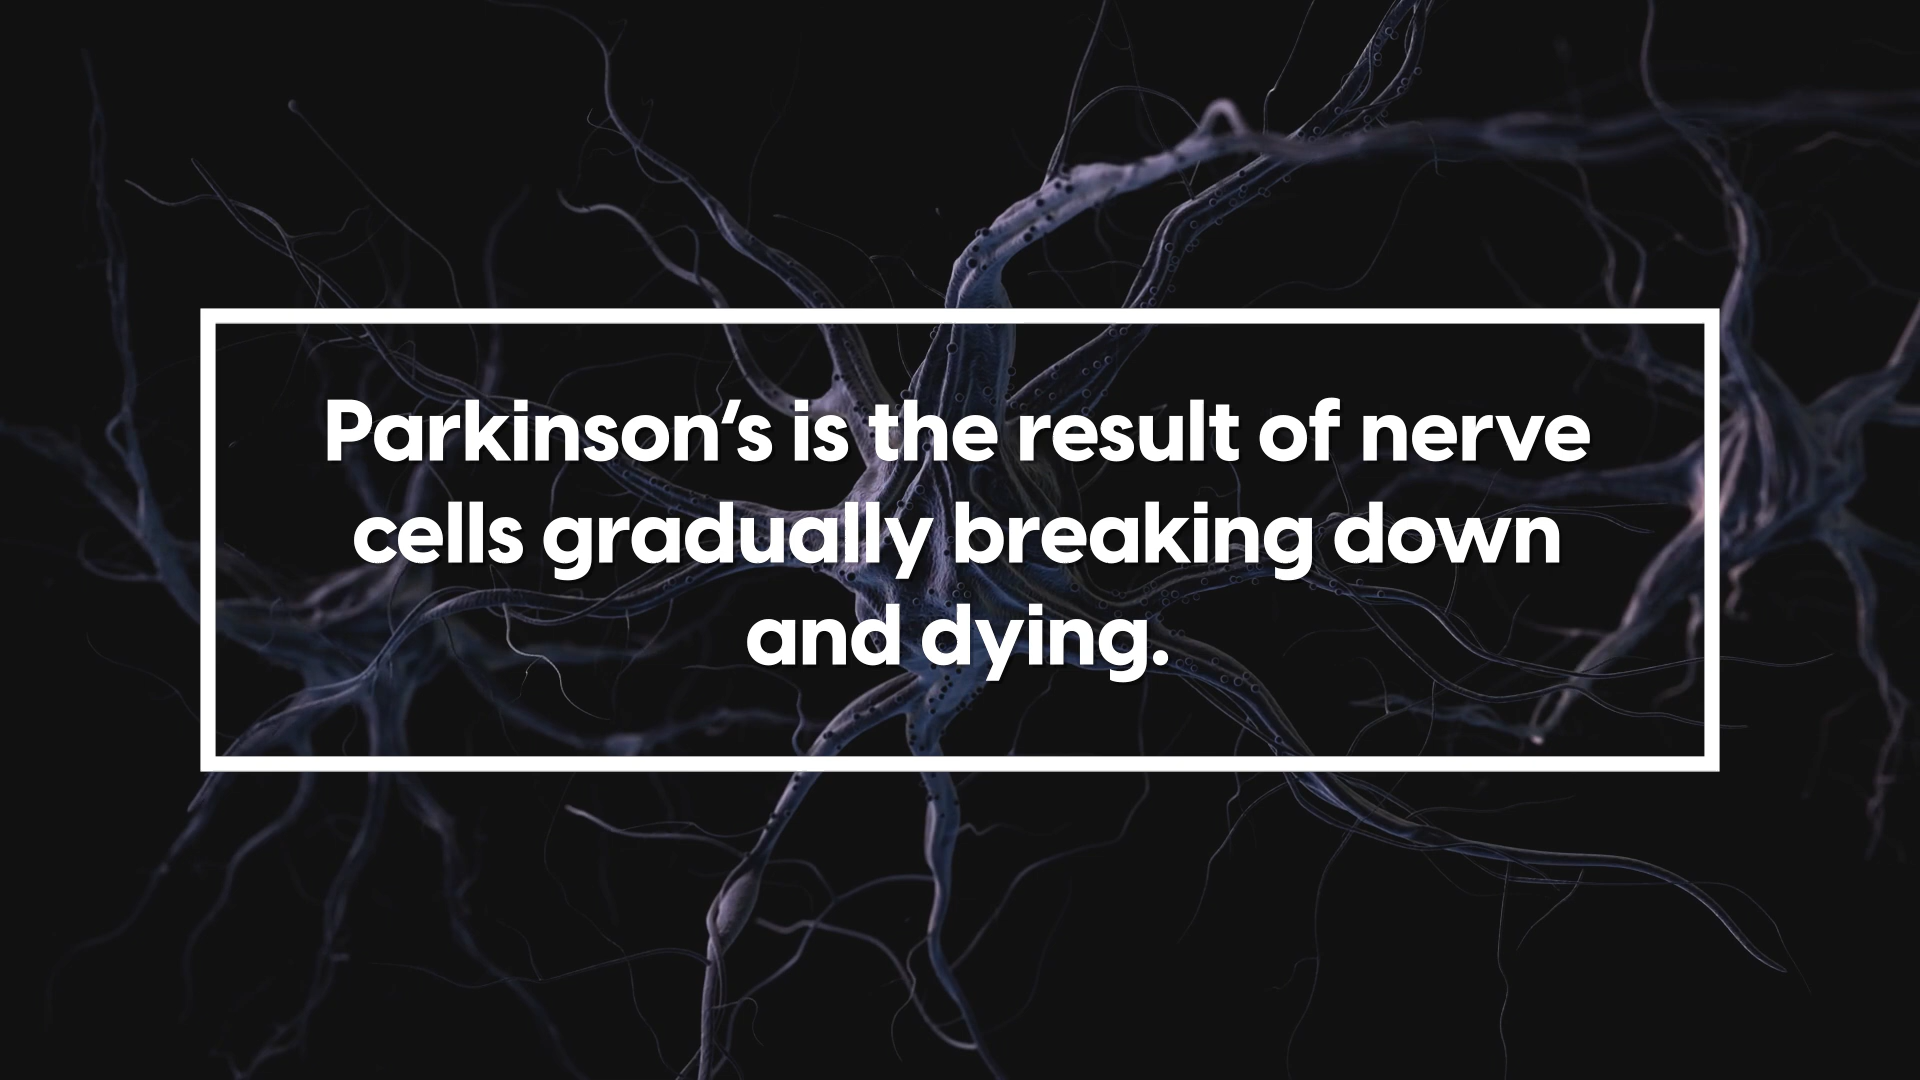 Parkinson’s is the result of nerve
cells gradually breaking down
and dying.